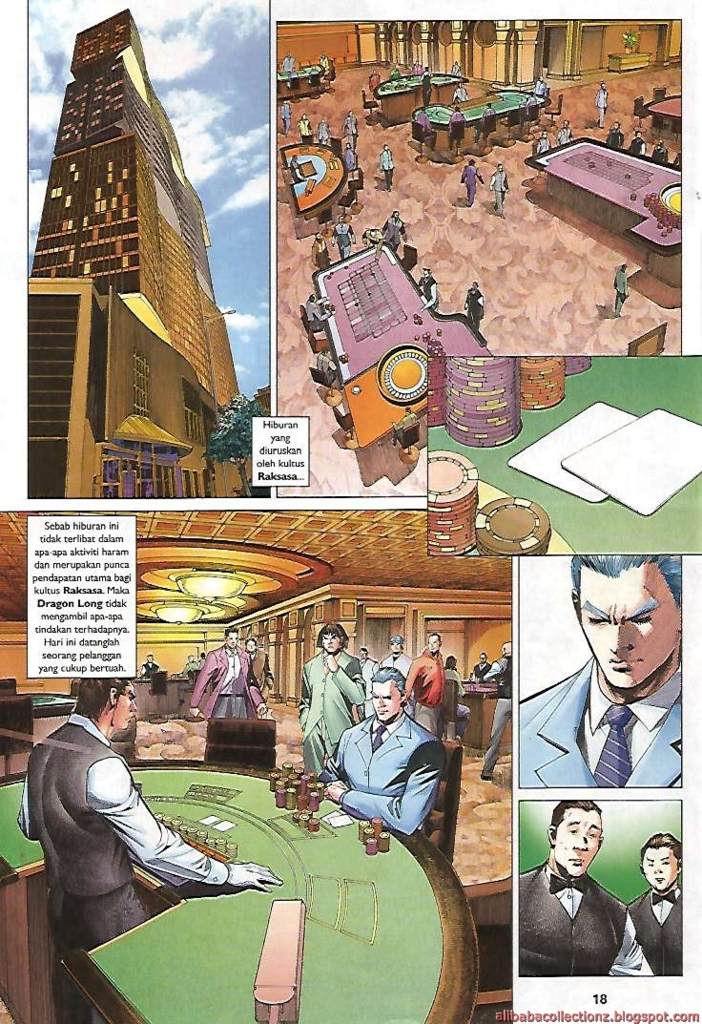 Hiburan
yang
diuruskan
oleh kultus
Raksasa...
Sebab hiburan ini
tidak terlibat dalam
apa-apa aktiviti haram
dan merupakan punca
pendapatan utama bagi
kultus Raksasa. Maka
Dragon Long tidak
mengambil apa-apa
tindakan terhadapnya.
Hari ini datanglah
seorang pelanggan
yang cukup bertuah.
18
alibabacollectionz.blogspot.com